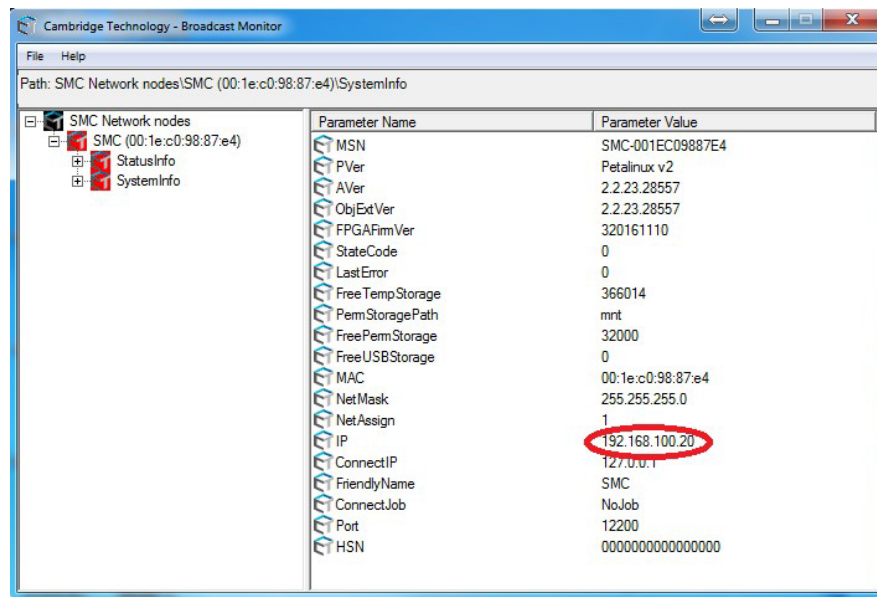 Cambridge Technology - Broadcast Monitor
File Help
Path: SMC Network nodes\SMC (00:1e:c0:98:87:e4)\SystemInfo
SMC Network nodes
SMC (00:1e:c0:98:87:e4)
StatusInfo
SystemInfo
Parameter Name Parameter Value
MSN SMC-001EC09887E4
PVer Petalinux v2
AVer 2.2.23.28557
ObjExtVer 2.2.23.28557
FPGAFirmVer 320161110
StateCode 0
LastError 0
FreeTempStorage 366014
PermStoragePath mnt
FreePermStorage 32000
FreeUSBStorage 0
MAC 00:1e:c0:98:87:e4
NetMask 255.255.255.0
NetAssign 1
IP 192.168.100.20
ConnectIP 127.0.0.1
FriendlyName SMC
ConnectJob NoJob
Port 12200
HSN 0000000000000000